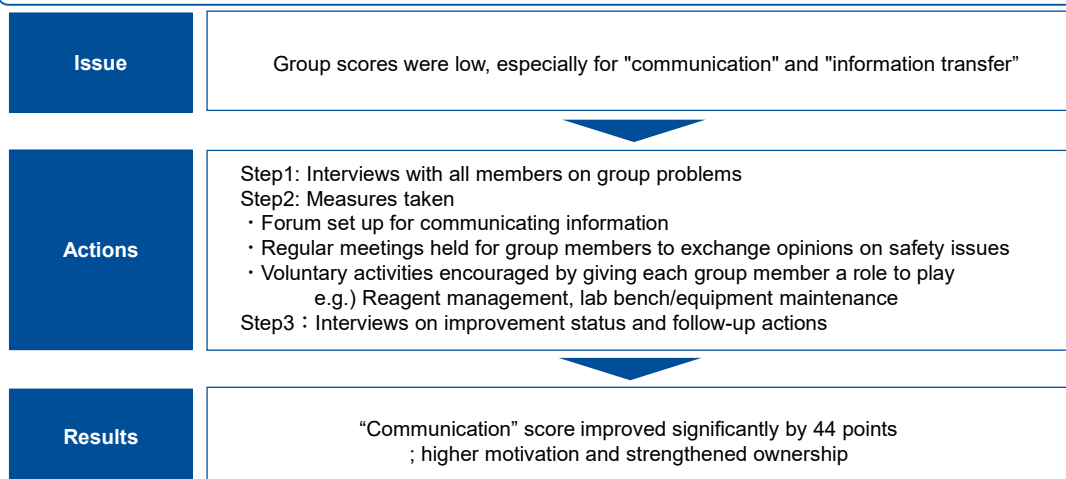 Issue
Group scores were low, especially for "communication" and "information transfer”
Actions
Step1: Interviews with all members on group problems
Step2: Measures taken
・Forum set up for communicating information
・Regular meetings held for group members to exchange opinions on safety issues
・Voluntary activities encouraged by giving each group member a role to play
e.g.) Reagent management, lab bench/equipment maintenance
Step3：Interviews on improvement status and follow-up actions
Results
“Communication” score improved significantly by 44 points
; higher motivation and strengthened ownership